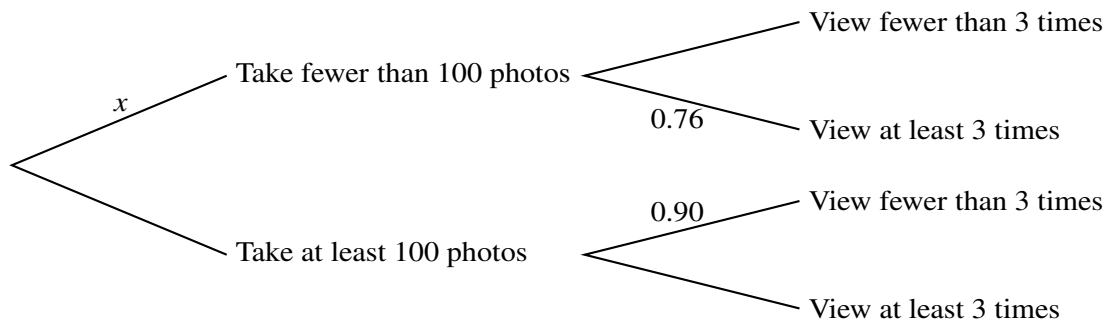 View fewer than 3 times
Take fewer than 100 photos
x
0.76
View at least 3 times
0.90
View fewer than 3 times
Take at least 100 photos
View at least 3 times